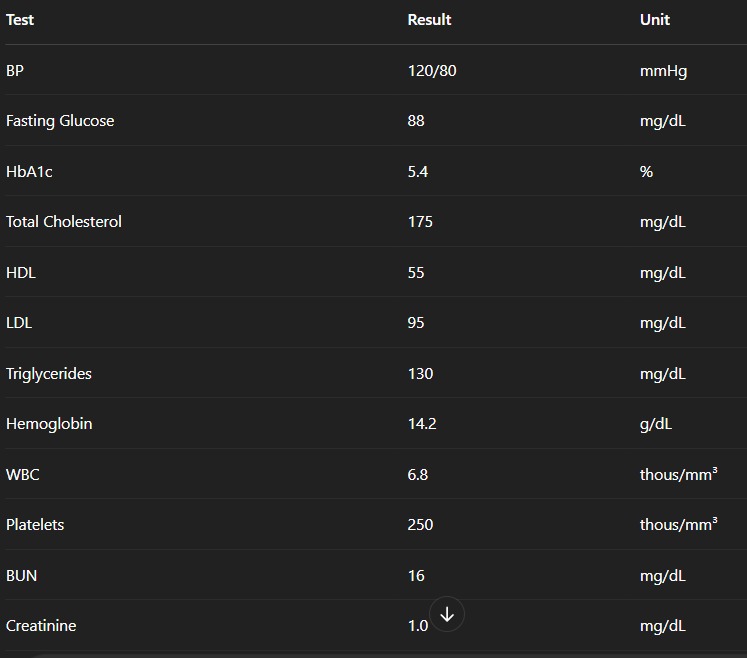 Test Result Unit
BP 120/80 mmHg
Fasting Glucose 88 mg/dL
HbA1c 5.4 %
Total Cholesterol 175 mg/dL
HDL 55 mg/dL
LDL 95 mg/dL
Triglycerides 130 mg/dL
Hemoglobin 14.2 g/dL
WBC 6.8 thous/mm³
Platelets 250 thous/mm³
BUN 16 mg/dL
Creatinine 1.0 mg/dL